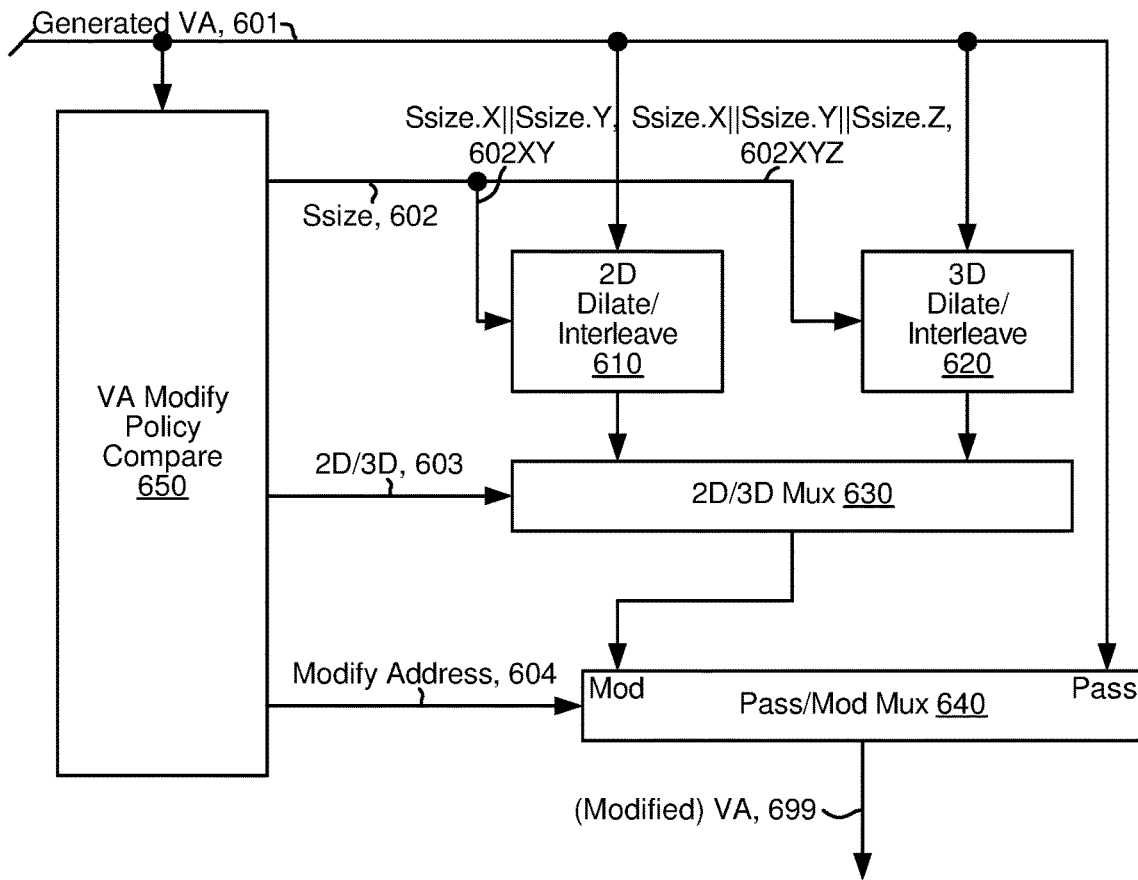 Generated VA, 601
Ssize.X||Ssize.Y, Ssize.X||Ssize.Y||Ssize.Z,
602XY 602XYZ
Ssize, 602
2D
Dilate/
Interleave
610
3D
Dilate/
Interleave
620
VA Modify
Policy
Compare
650
2D/3D, 603
2D/3D Mux 630
Modify Address, 604
Mod
Pass
Pass/Mod Mux 640
(Modified) VA, 699